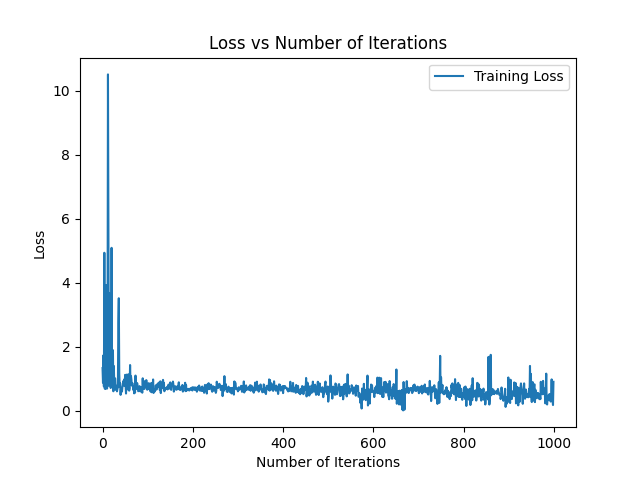 Loss vs Number of Iterations
Training Loss
10
8
6
4
2
0
Loss
0 200 400 600 800 1000
Number of Iterations